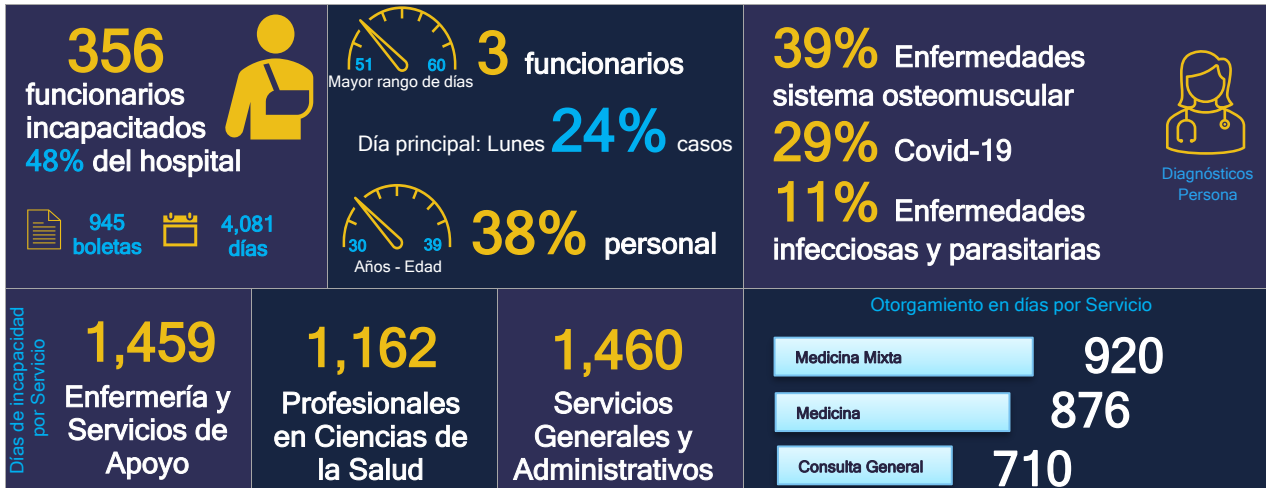 356
funcionarios
incapacitados
48% del hospital
945
boletas
4,081
días
51 60
Mayor rango de días
3 funcionarios
Día principal: Lunes 24% casos
30 39
Años - Edad
38% personal
39% Enfermedades
sistema osteomuscular
29% Covid-19
11% Enfermedades
infecciosas y parasitarias
Diagnósticos
Persona
Días de incapacidad
por Servicio
1,459
Enfermería y
Servicios de
Apoyo
1,162
Profesionales
en Ciencias de
la Salud
1,460
Servicios
Generales y
Administrativos
Otorgamiento en días por Servicio
Medicina Mixta 920
Medicina 876
Consulta General 710